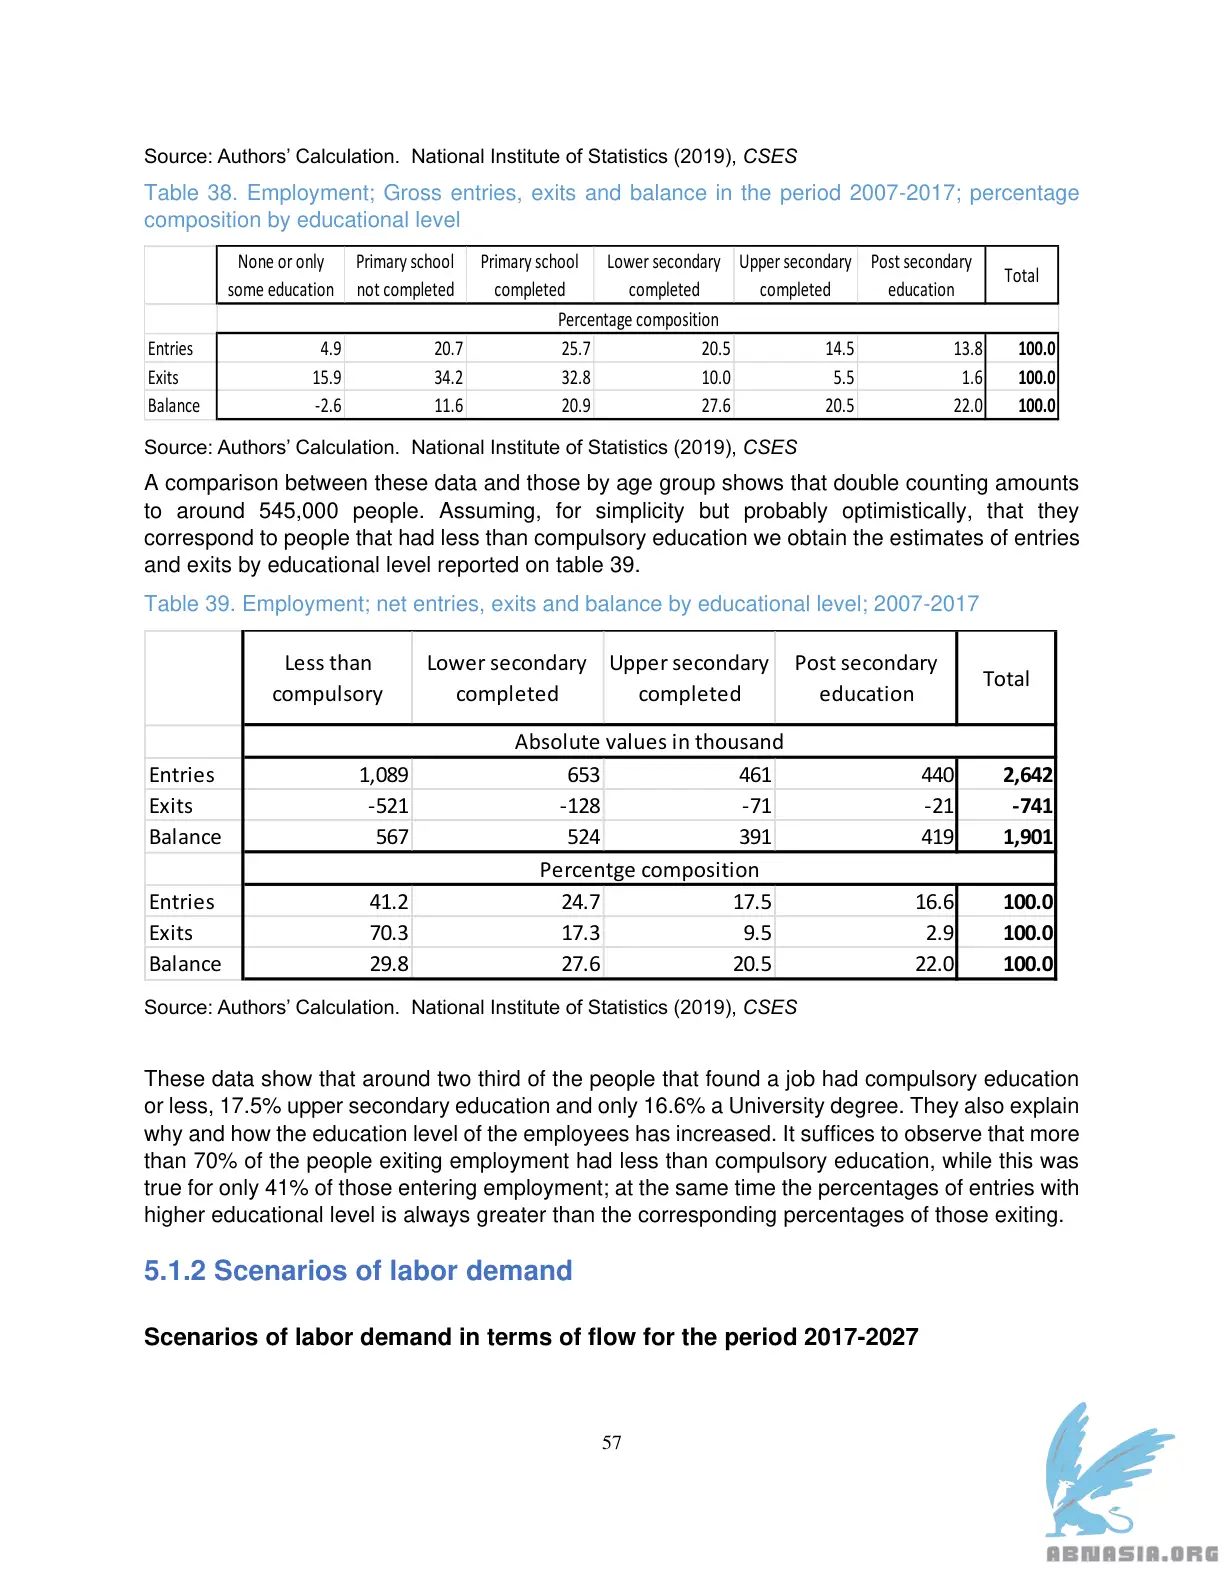 Source: Authors’ Calculation.  National Institute of Statistics (2019), CSES
Table 38. Employment; Gross entries, exits and balance in the period 2007-2017; percentage
composition by educational level
None or only some education | Primary school not completed | Primary school completed | Lower secondary completed | Upper secondary completed | Post secondary education | Total
Percentage composition
Entries 4.9 20.7 25.7 20.5 14.5 13.8 100.0
Exits 15.9 34.2 32.8 10.0 5.5 1.6 100.0
Balance -2.6 11.6 20.9 27.6 20.5 22.0 100.0
Source: Authors’ Calculation.  National Institute of Statistics (2019), CSES
A comparison between these data and those by age group shows that double counting amounts
to around 545,000 people. Assuming, for simplicity but probably optimistically, that they
correspond to people that had less than compulsory education we obtain the estimates of entries
and exits by educational level reported on table 39.
Table 39. Employment; net entries, exits and balance by educational level; 2007-2017
Less than compulsory | Lower secondary completed | Upper secondary completed | Post secondary education | Total
Absolute values in thousand
Entries 1,089 653 461 440 2,642
Exits -521 -128 -71 -21 -741
Balance 567 524 391 419 1,901
Percentge composition
Entries 41.2 24.7 17.5 16.6 100.0
Exits 70.3 17.3 9.5 2.9 100.0
Balance 29.8 27.6 20.5 22.0 100.0
Source: Authors’ Calculation.  National Institute of Statistics (2019), CSES
These data show that around two third of the people that found a job had compulsory education
or less, 17.5% upper secondary education and only 16.6% a University degree. They also explain
why and how the education level of the employees has increased. It suffices to observe that more
than 70% of the people exiting employment had less than compulsory education, while this was
true for only 41% of those entering employment; at the same time the percentages of entries with
higher educational level is always greater than the corresponding percentages of those exiting.
5.1.2 Scenarios of labor demand
Scenarios of labor demand in terms of flow for the period 2017-2027
57
ABNASIA.ORG